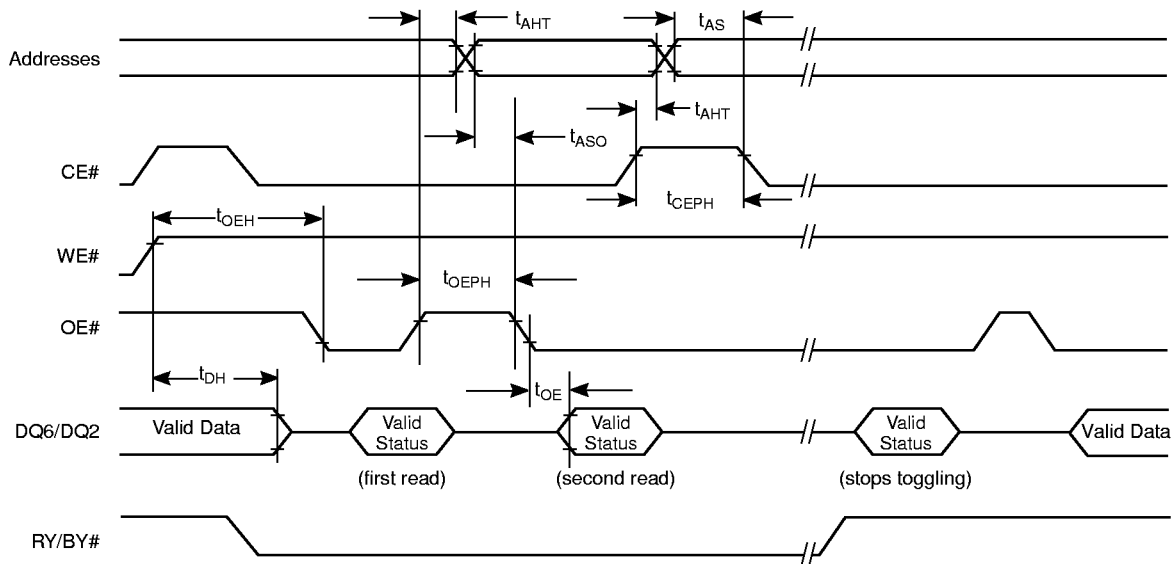 tAHT
tAS
Addresses
tAHT
tASO
CE#
tCEPH
tOEH
WE#
tOEPH
OE#
tDH
tOE
DQ6/DQ2
Valid Data
Valid
Status
Valid
Status
Valid
Status
Valid Data
(first read)
(second read)
(stops toggling)
RY/BY#